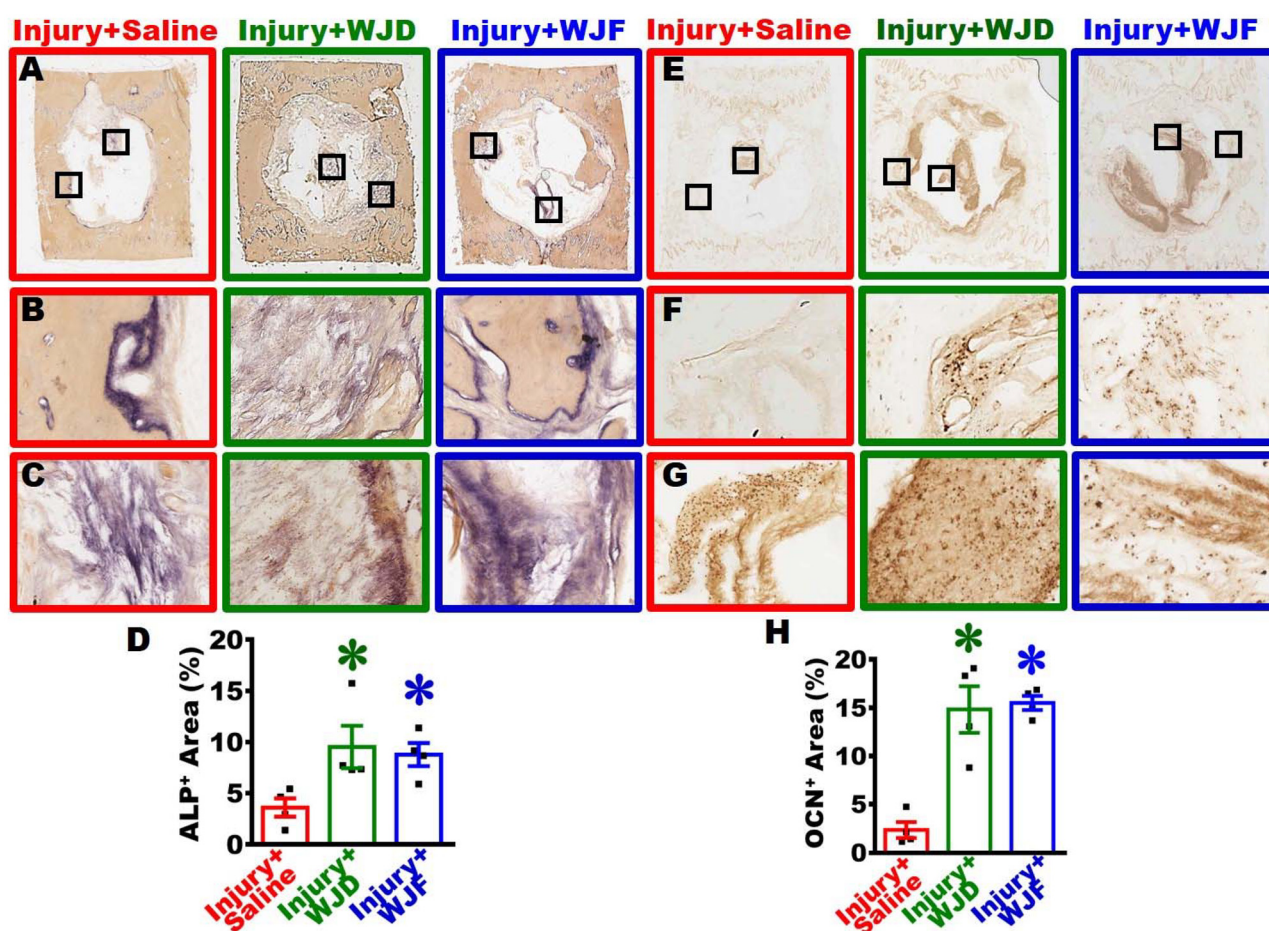 Injury+Saline Injury+WJD Injury+WJF Injury+Saline Injury+WJD Injury+WJF
A E
B F
C G
D
20
15
10
5
0
ALP⁺ Area (%)
Injury+
Saline
Injury+
WJD
Injury+
WJF
*
*
H
20
15
10
5
0
OCN⁺ Area (%)
Injury+
Saline
Injury+
WJD
Injury+
WJF
*
*